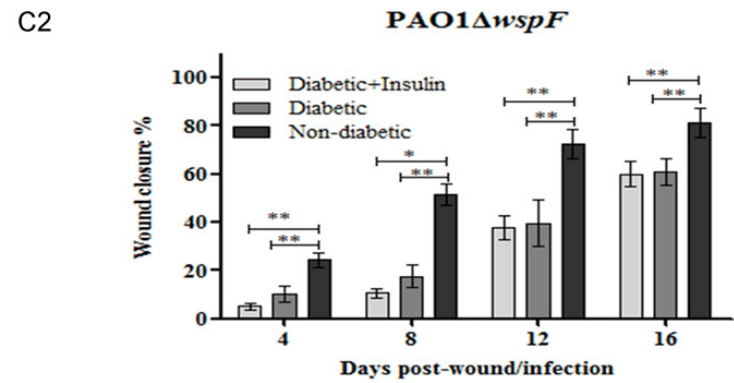 C2
PAO1ΔwspF
Diabetic+Insulin
Diabetic
Non-diabetic
Wound closure %
100
80
60
40
20
0
**
**
*
**
**
**
**
**
4 8 12 16
Days post-wound/infection